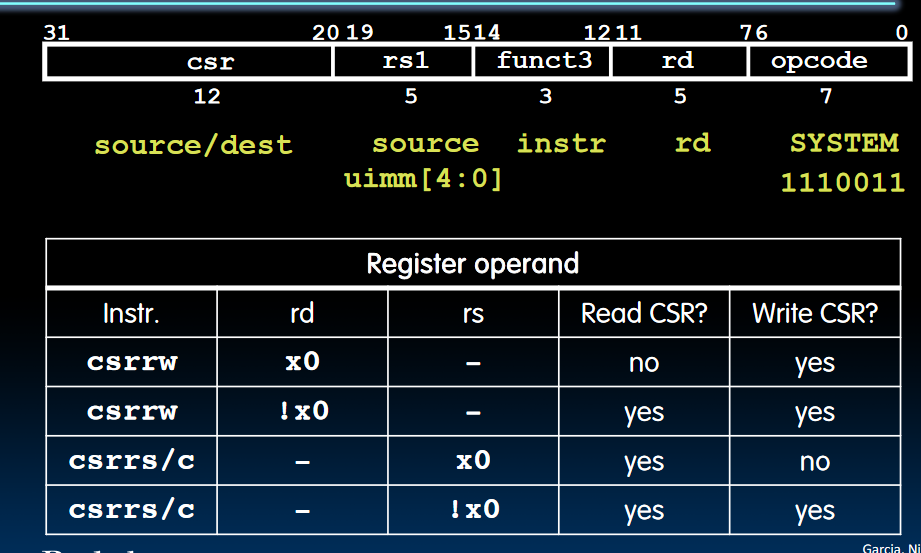 31 20 19 15 14 12 11 7 6 0
csr rs1 funct3 rd opcode
12 5 3 5 7
source/dest source instr rd SYSTEM
uimm[4:0] 1110011
Register operand
Instr. rd rs Read CSR? Write CSR?
csrrw x0 – no yes
csrrw !x0 – yes yes
csrrs/c – x0 yes no
csrrs/c – !x0 yes yes
Garcia, Ni